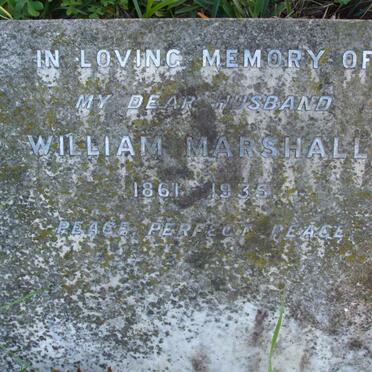 IN LOVING MEMORY OF
MY DEAR HUSBAND
WILLIAM MARSHALL
1861 - 1935
PEACE, PERFECT PEACE.